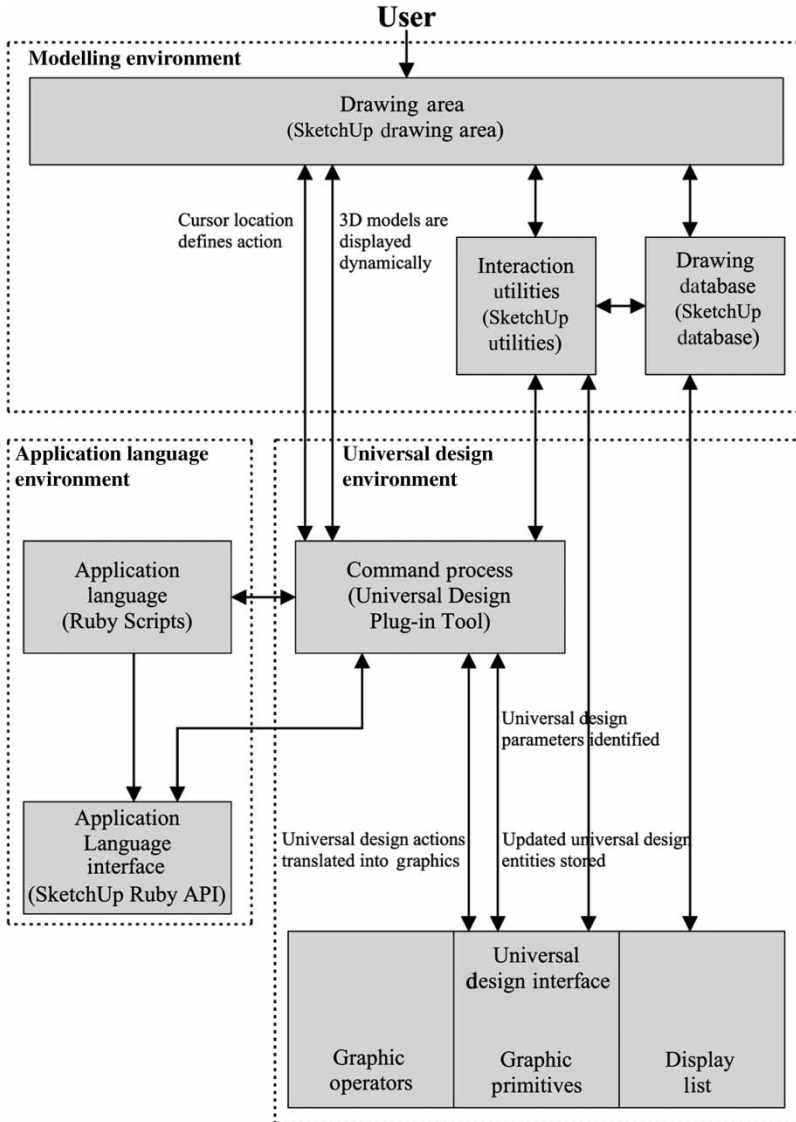 User
Modelling environment
Drawing area
(SketchUp drawing area)
Cursor location
defines action
3D models are
displayed
dynamically
Interaction
utilities
(SketchUp
utilities)
Drawing
database
(SketchUp
database)
Application language
environment
Universal design
environment
Application
language
(Ruby Scripts)
Command process
(Universal Design
Plug-in Tool)
Universal design
parameters identified
Application
Language
interface
(SketchUp Ruby API)
Universal design actions
translated into graphics
Updated universal design
entities stored
Universal
design interface
Graphic
operators
Graphic
primitives
Display
list